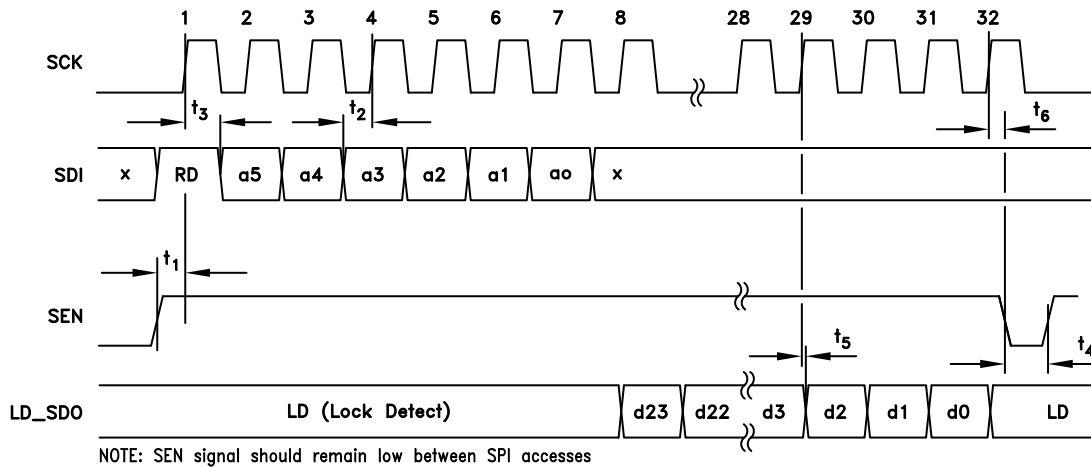 1 2 3 4 5 6 7 8 28 29 30 31 32
SCK
t3 t2 t6
SDI x RD a5 a4 a3 a2 a1 ao x
t1
SEN
t5 t4
LD_SDO LD (Lock Detect) d23 d22 d3 d2 d1 d0 LD
NOTE: SEN signal should remain low between SPI accesses